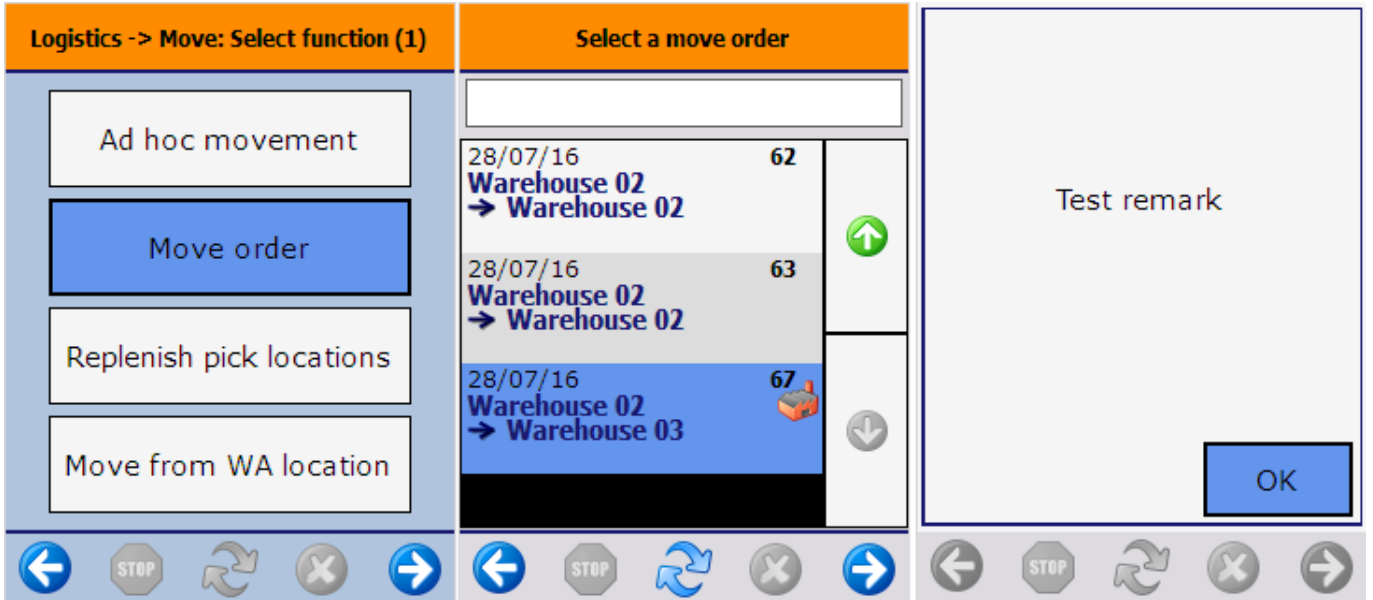 Logistics -> Move: Select function (1)
Ad hoc movement
Move order
Replenish pick locations
Move from WA location
STOP
Select a move order
28/07/16 62
Warehouse 02
➔ Warehouse 02
28/07/16 63
Warehouse 02
➔ Warehouse 02
28/07/16 67
Warehouse 02
➔ Warehouse 03
STOP
Test remark
OK
STOP